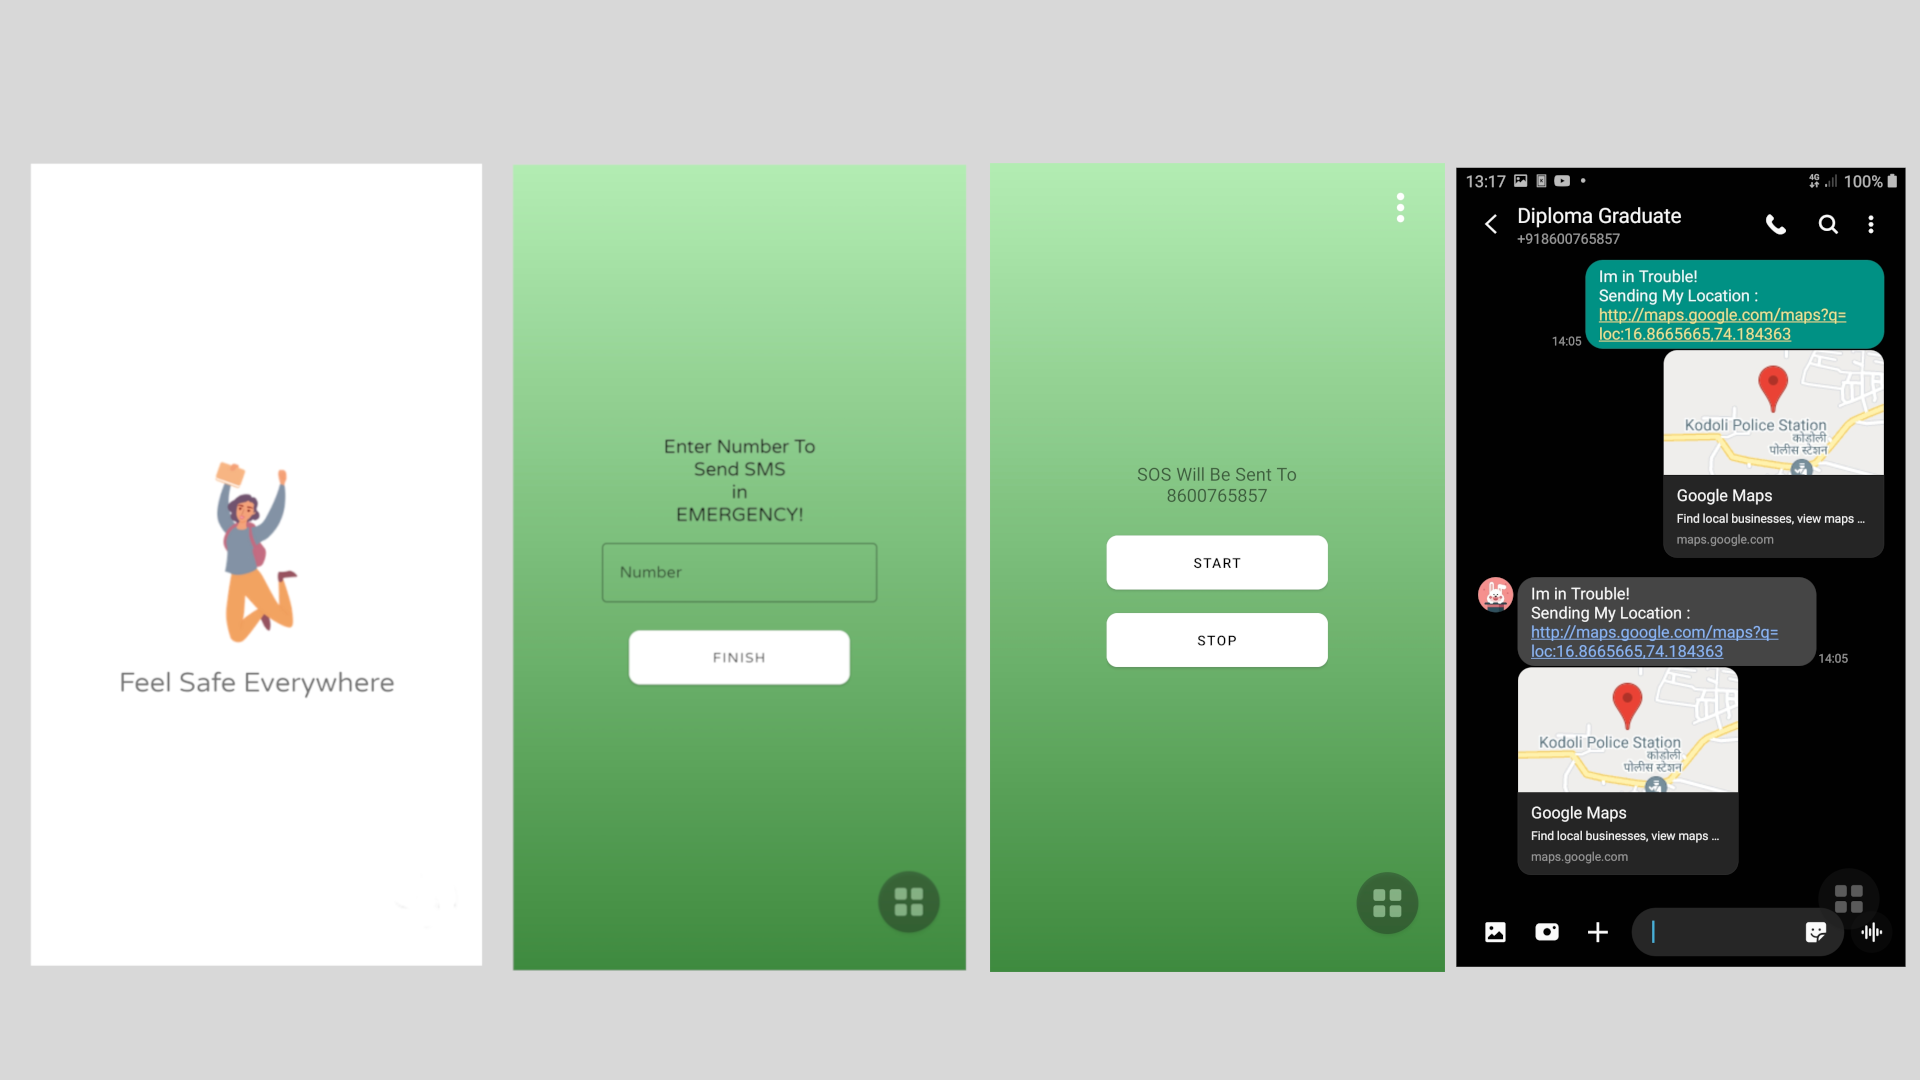 Feel Safe Everywhere
Enter Number To
Send SMS
in
EMERGENCY!
Number
FINISH
SOS Will Be Sent To
8600765857
START
STOP
13:17
4G
100%
Diploma Graduate
+918600765857
Im in Trouble!
Sending My Location :
http://maps.google.com/maps?q=
loc:16.8665665,74.184363
14:05
Kodoli Police Station
कोडोली
पोलीस स्टेशन
Google Maps
Find local businesses, view maps ...
maps.google.com
Im in Trouble!
Sending My Location :
http://maps.google.com/maps?q=
loc:16.8665665,74.184363
14:05
Kodoli Police Station
कोडोली
पोलीस स्टेशन
Google Maps
Find local businesses, view maps ...
maps.google.com